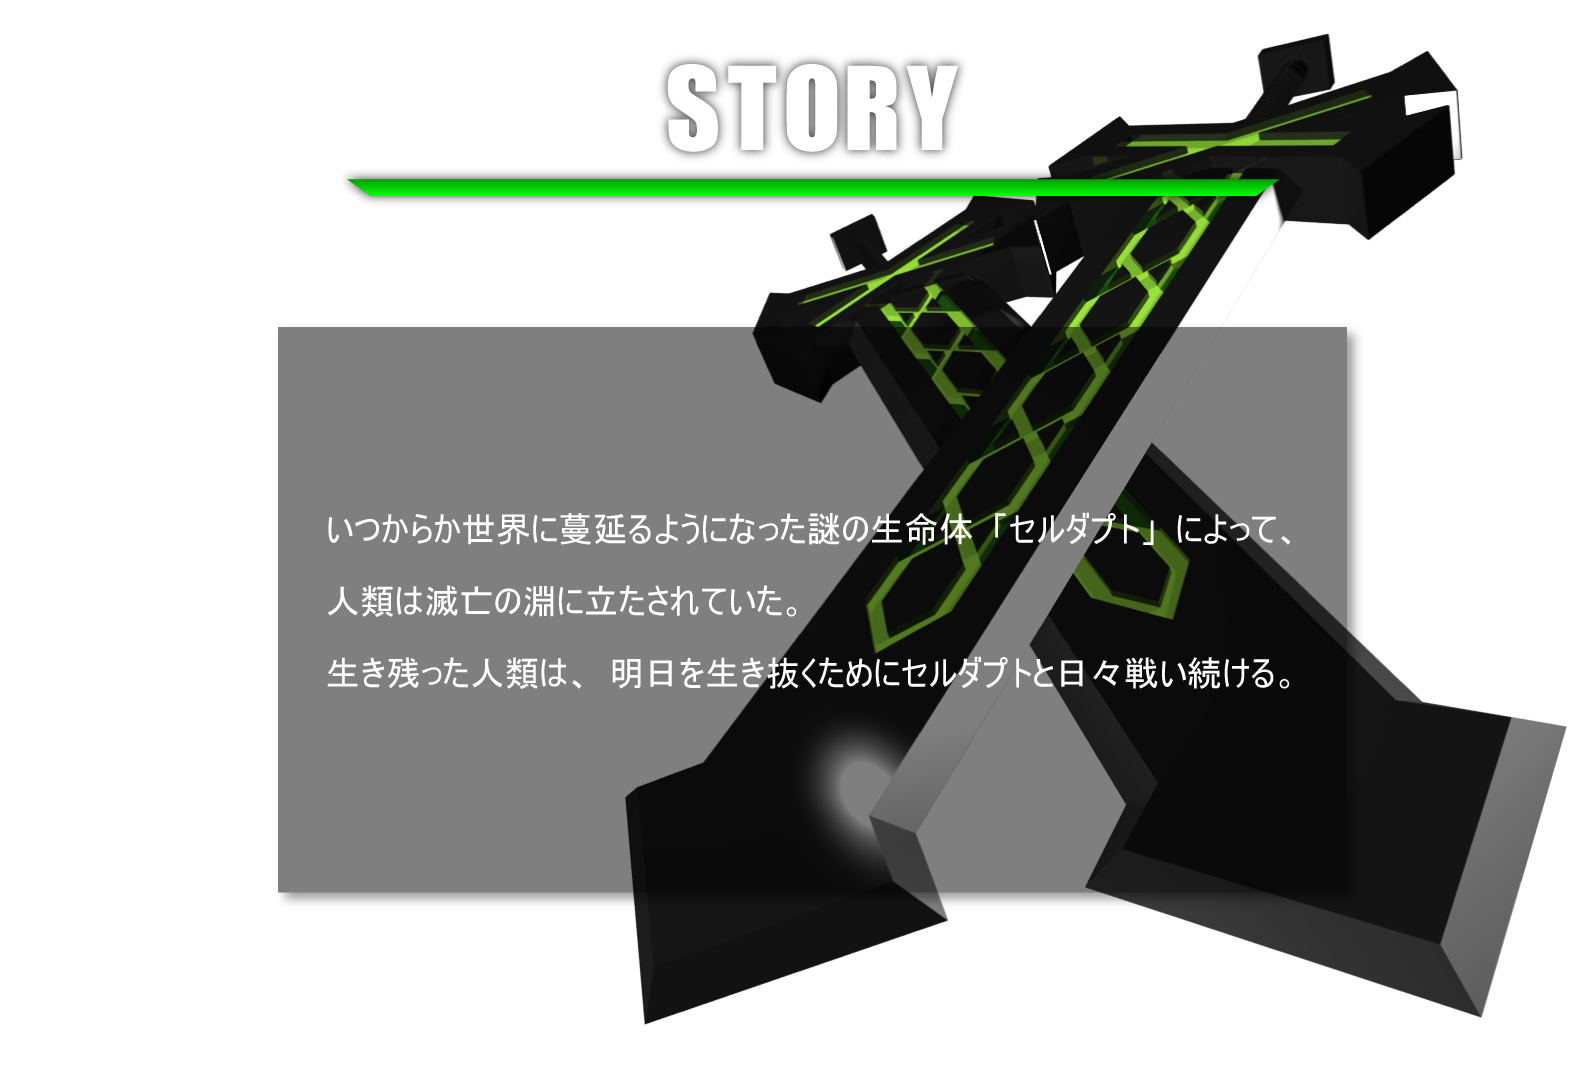 STORY
いつからか世界に蔓延るようになった謎の生命体「セルダプト」によって、
人類は滅亡の淵に立たされていた。
生き残った人類は、明日を生き抜くためにセルダプトと日々戦い続ける。